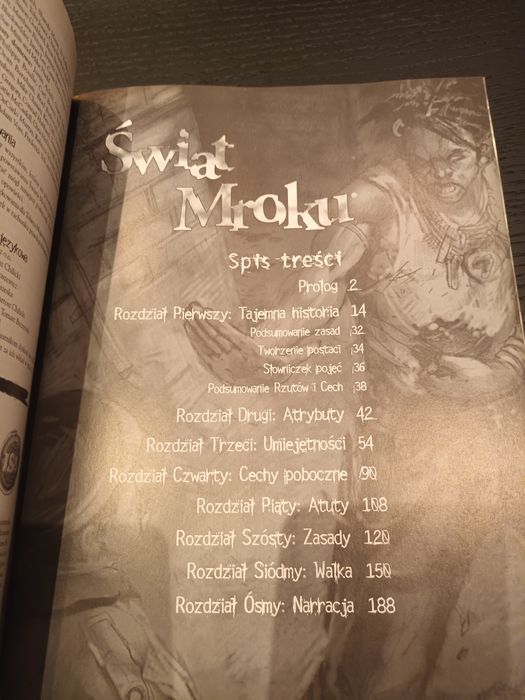 Świat
Mroku
Spis treści
Prolog 2
Rozdział Pierwszy: Tajemna historia 14
Podsumowanie zasad 32
Tworzenie postaci 34
Słowniczek pojęć 36
Podsumowanie Rzutów i Cech 38
Rozdział Drugi: Atrybuty 42
Rozdział Trzeci: Umiejętności 54
Rozdział Czwarty: Cechy poboczne 90
Rozdział Piąty: Atuty 108
Rozdział Szósty: Zasady 120
Rozdział Siódmy: Walka 150
Rozdział Ósmy: Narracja 188